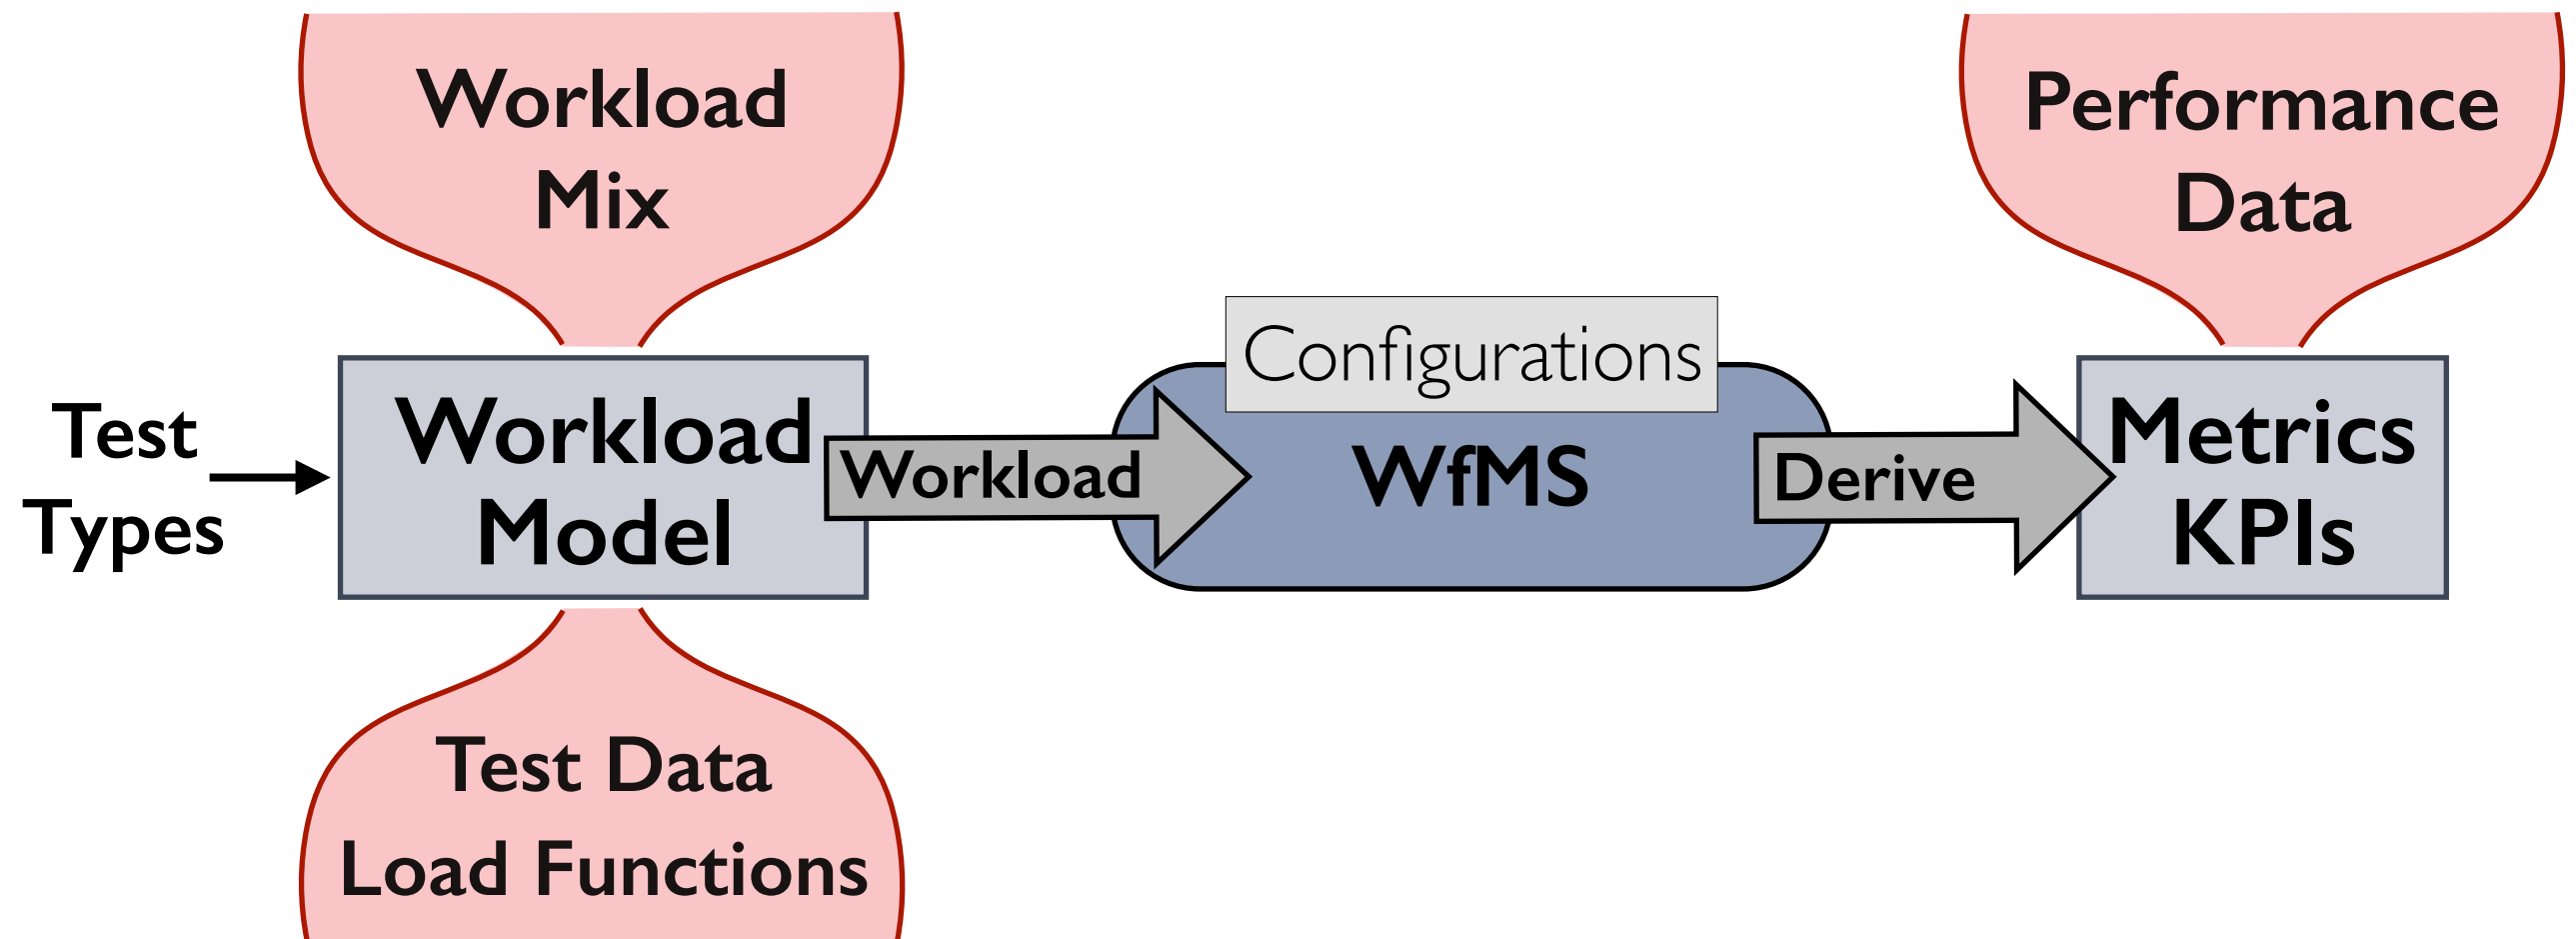 Workload
Mix
Performance
Data
Configurations
Test
Types
Workload
Model
Workload
WfMS
Derive
Metrics
KPIs
Test Data
Load Functions